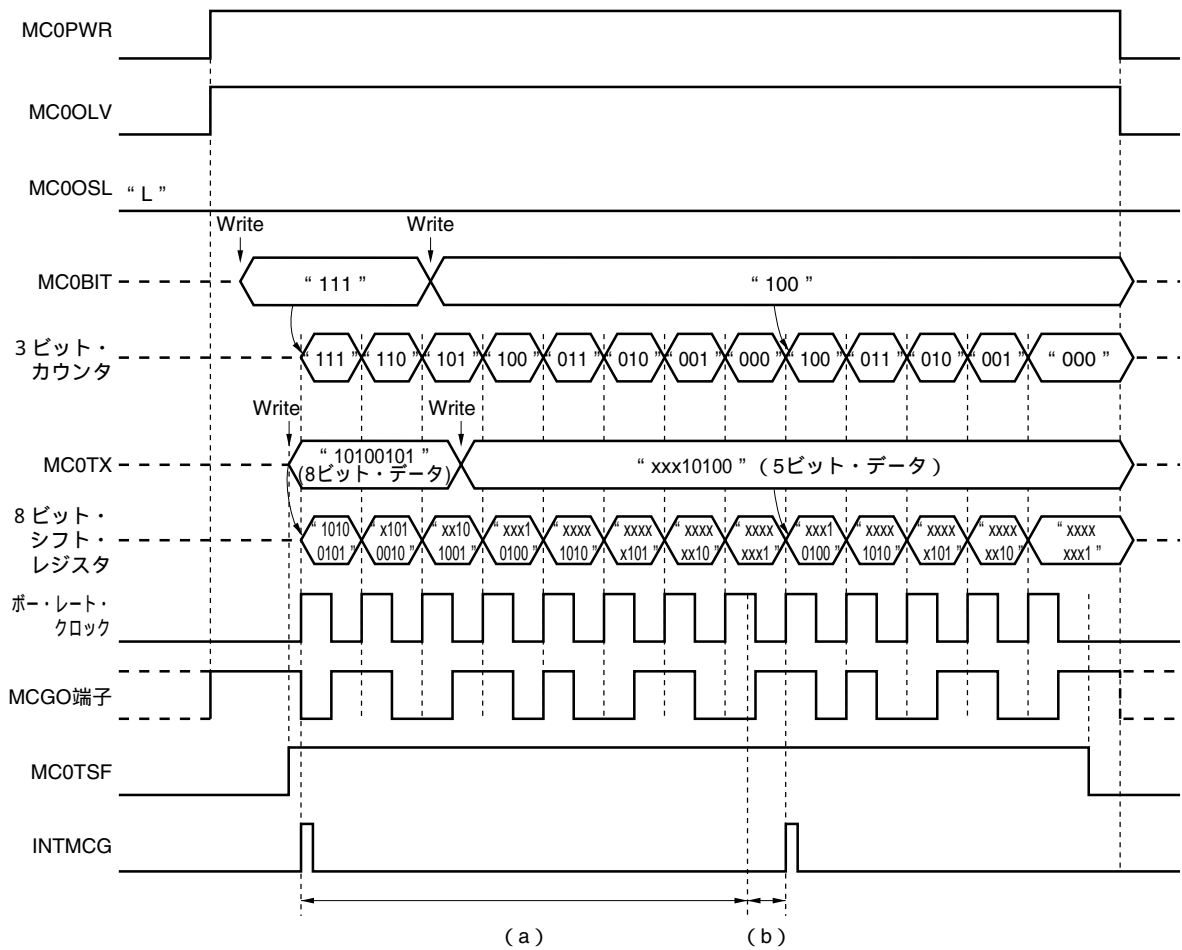 MC0PWR
MC0OLV
MC0OSL “ L ”
Write Write
MC0BIT “ 111 ” “ 100 ”
3 ビット・
カウンタ
“ 111 ” “ 110 ” “ 101 ” “ 100 ” “ 011 ” “ 010 ” “ 001 ” “ 000 ” “ 100 ” “ 011 ” “ 010 ” “ 001 ” “ 000 ”
Write Write
MC0TX
“ 10100101 ”
(8ビット・データ)
“ xxx10100 ”（5ビット・データ）
8 ビット・
シフト・
レジスタ
“ 1010 “ x101 “ xx10 “ xxx1 “ xxxx “ xxxx “ xxxx “ xxxx “ xxx1 “ xxxx “ xxxx “ xxxx “ xxxx
0101 ” 0010 ” 1001 ” 0100 ” 1010 ” x101 ” xx10 ” xxx1 ” 0100 ” 1010 ” x101 ” xx10 ” xxx1 ”
ボー・レート・
クロック
MCGO端子
MC0TSF
INTMCG
（a） （b）